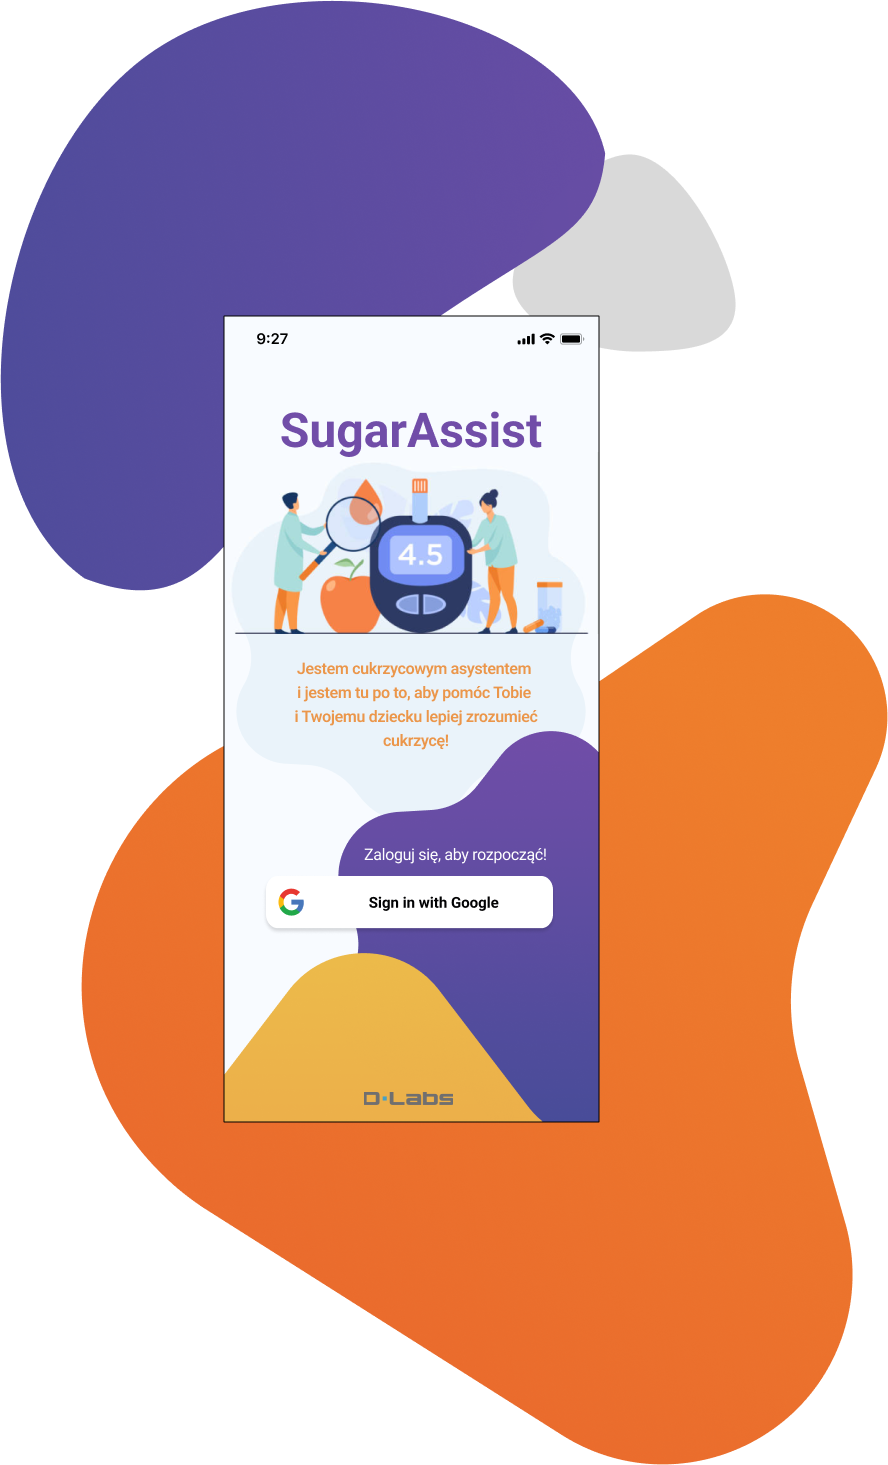 9:27
SugarAssist
4.5
Jestem cukrzycowym asystentem
i jestem tu po to, aby pomóc Tobie
i Twojemu dziecku lepiej zrozumieć
cukrzycę!
Zaloguj się, aby rozpocząć!
Sign in with Google
D·Labs